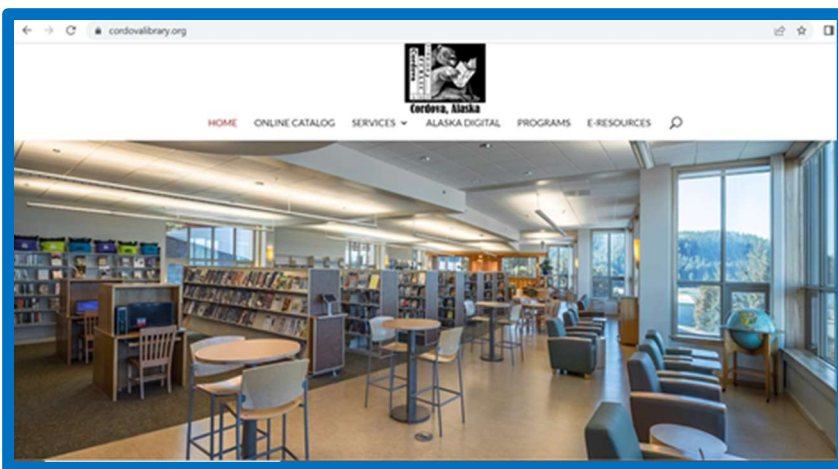 cordovalibrary.org
Cordova, Alaska
HOME ONLINE CATALOG SERVICES ALASKA DIGITAL PROGRAMS E-RESOURCES